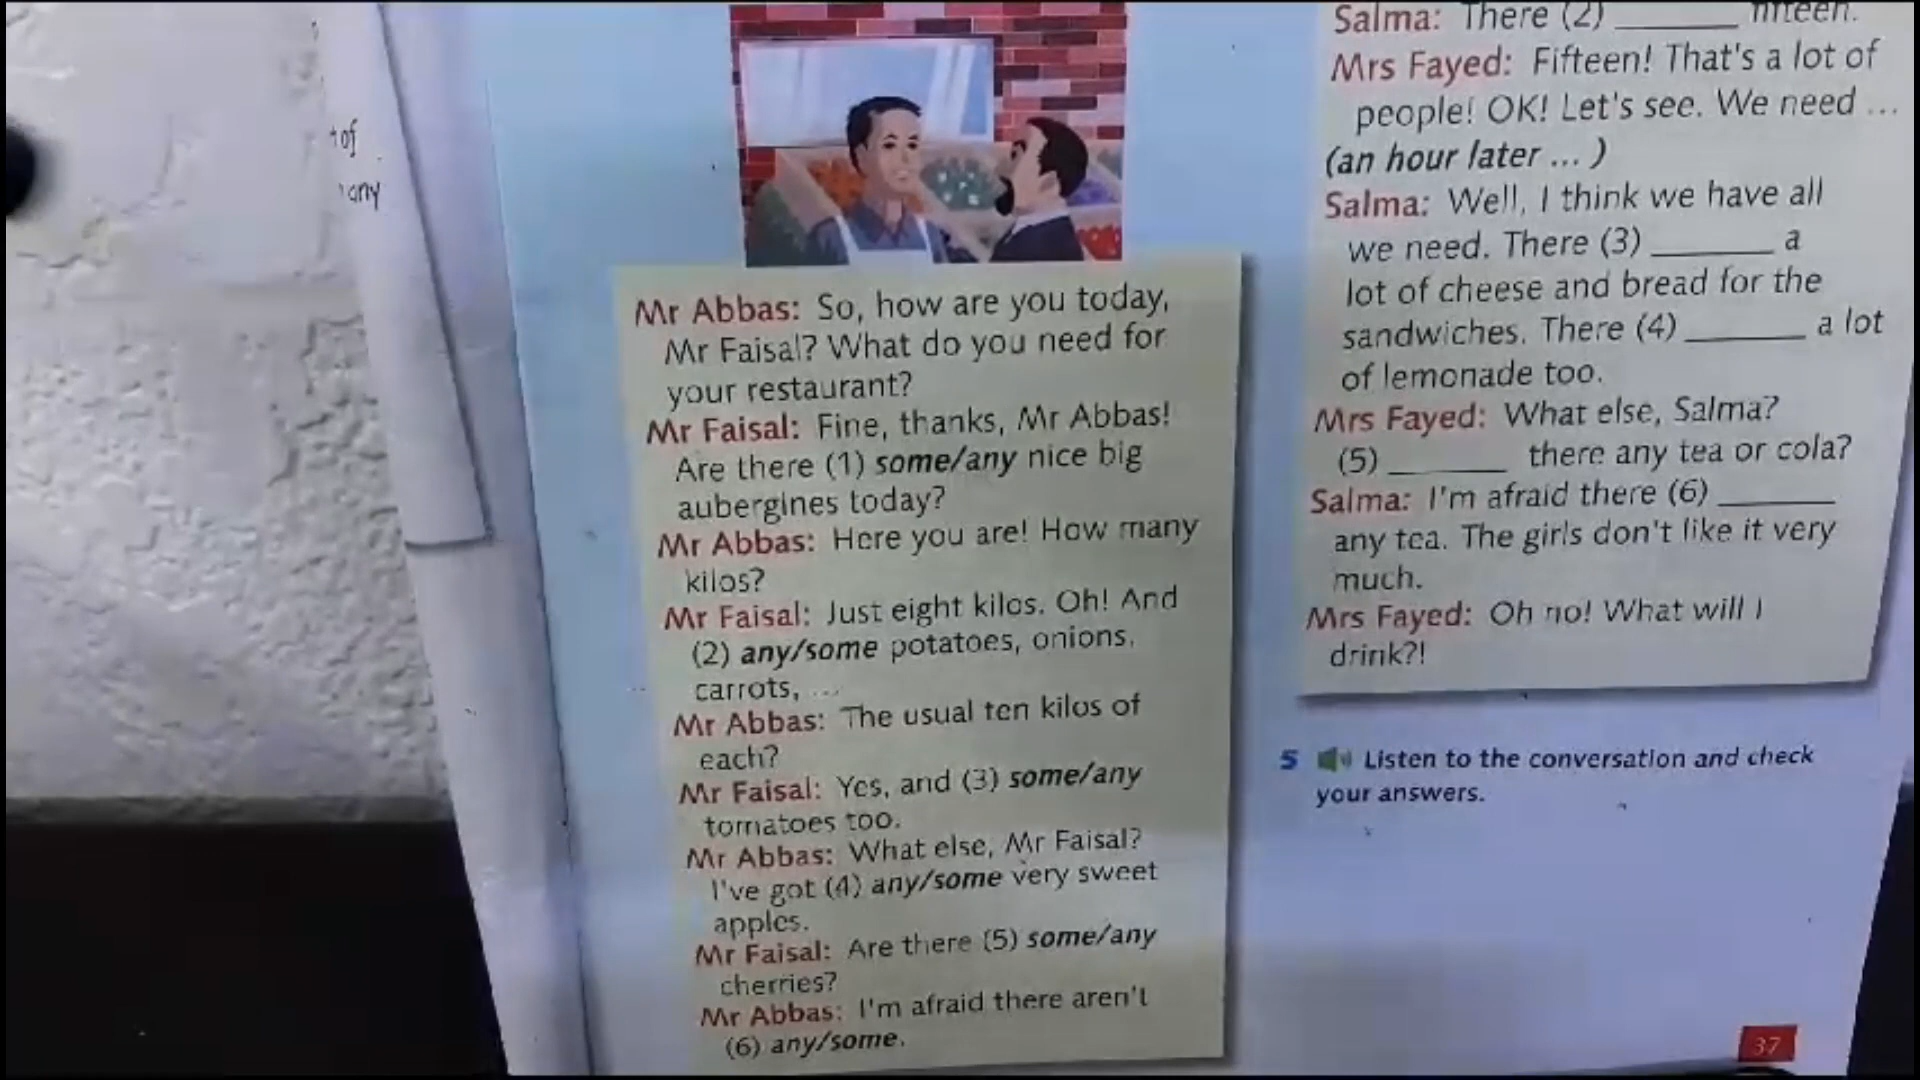 of
any
Mr Abbas: So, how are you today,
Mr Faisal? What do you need for
your restaurant?
Mr Faisal: Fine, thanks, Mr Abbas!
Are there (1) some/any nice big
aubergines today?
Mr Abbas: Here you are! How many
kilos?
Mr Faisal: Just eight kilos. Oh! And
(2) any/some potatoes, onions,
carrots, ...
Mr Abbas: The usual ten kilos of
each?
Mr Faisal: Yes, and (3) some/any
tomatoes too.
Mr Abbas: What else, Mr Faisal?
I've got (4) any/some very sweet
apples.
Mr Faisal: Are there (5) some/any
cherries?
Mr Abbas: I'm afraid there aren't
(6) any/some.
Salma: There (2) ______ fifteen.
Mrs Fayed: Fifteen! That's a lot of
people! OK! Let's see. We need ...
(an hour later ... )
Salma: Well, I think we have all
we need. There (3) ______ a
lot of cheese and bread for the
sandwiches. There (4) ______ a lot
of lemonade too.
Mrs Fayed: What else, Salma?
(5) ______ there any tea or cola?
Salma: I'm afraid there (6) ______
any tea. The girls don't like it very
much.
Mrs Fayed: Oh no! What will I
drink?!
5 Listen to the conversation and check
your answers.
37